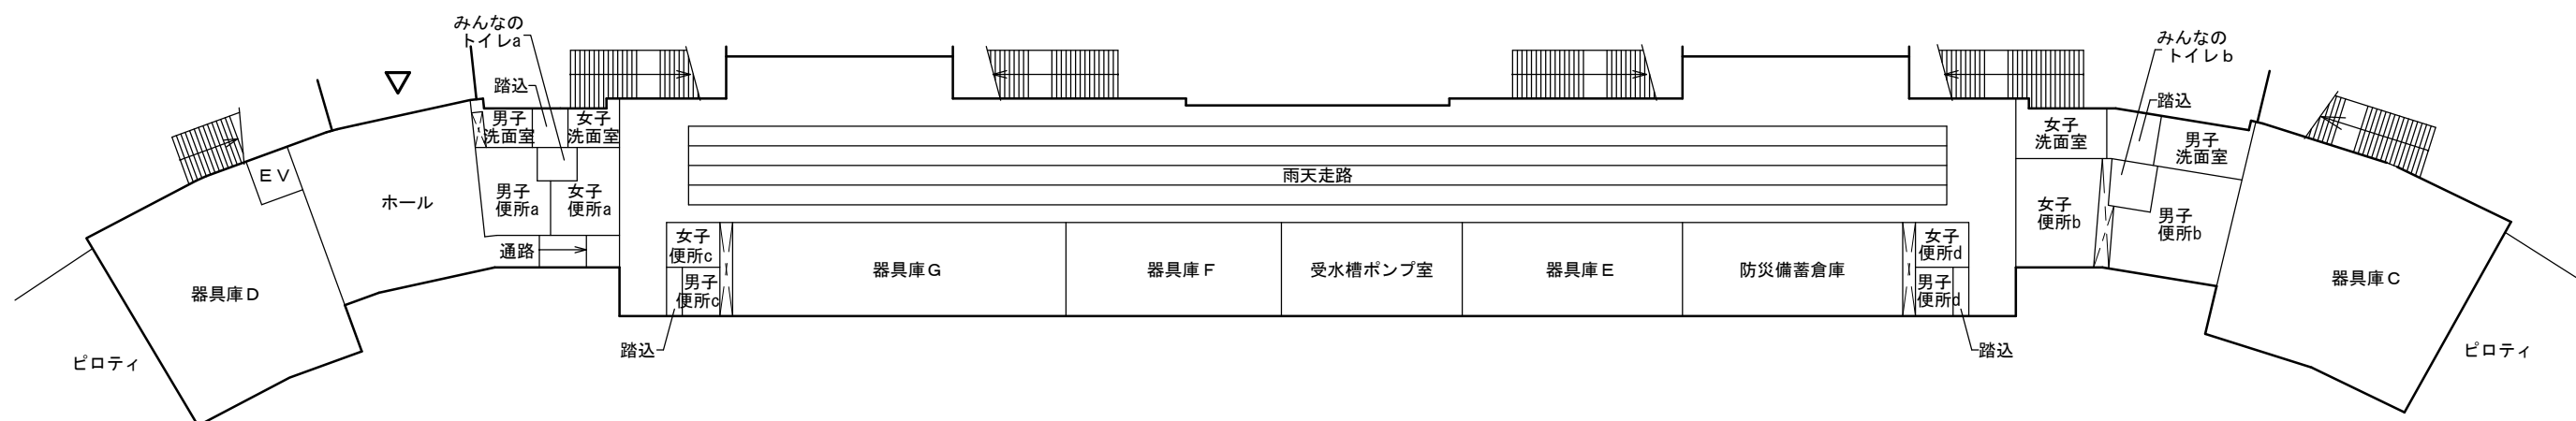 みんなの
トイレa
踏込
男子
洗面室
女子
洗面室
ＥＶ
ホール
男子
便所a
女子
便所a
通路
器具庫Ｄ
ピロティ
雨天走路
女子
便所c
男子
便所c
踏込
器具庫Ｇ
器具庫Ｆ
受水槽ポンプ室
器具庫Ｅ
防災備蓄倉庫
女子
便所d
男子
便所d
踏込
みんなの
トイレｂ
踏込
女子
洗面室
男子
洗面室
女子
便所b
男子
便所b
器具庫Ｃ
ピロティ